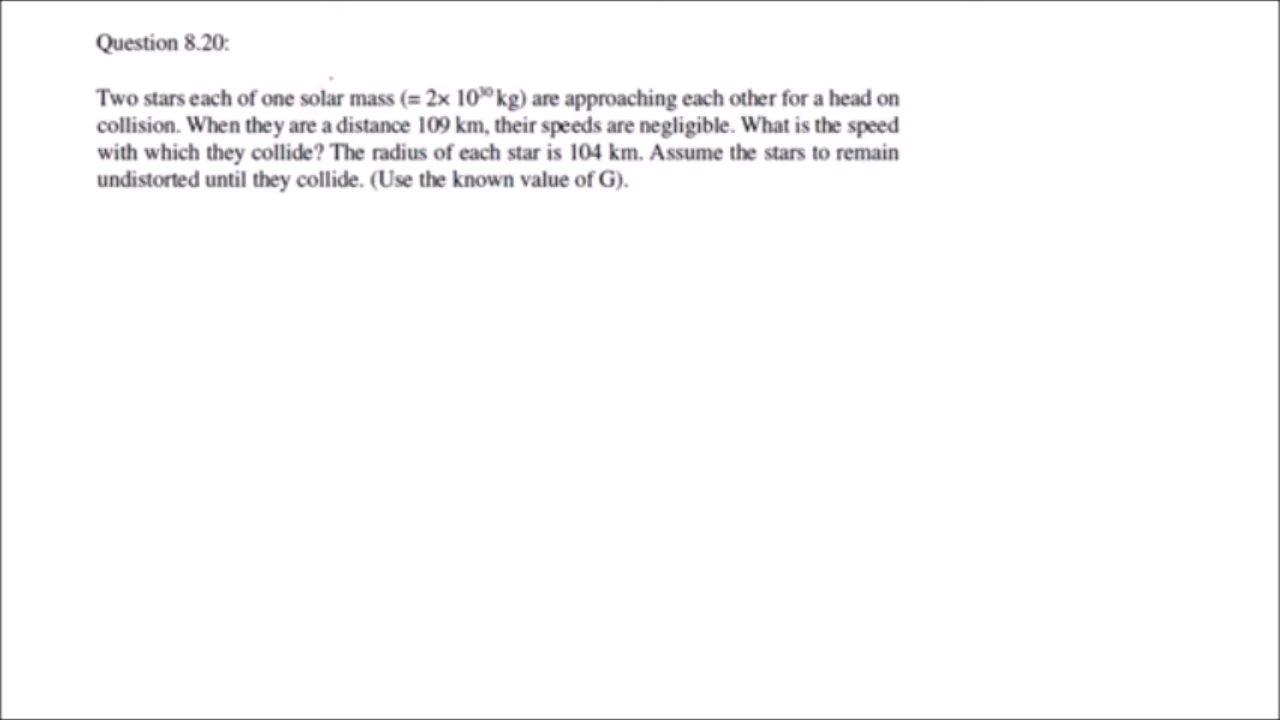 Question 8.20:
Two stars each of one solar mass (= 2× 10³⁰ kg) are approaching each other for a head on
collision. When they are a distance 109 km, their speeds are negligible. What is the speed
with which they collide? The radius of each star is 104 km. Assume the stars to remain
undistorted until they collide. (Use the known value of G).